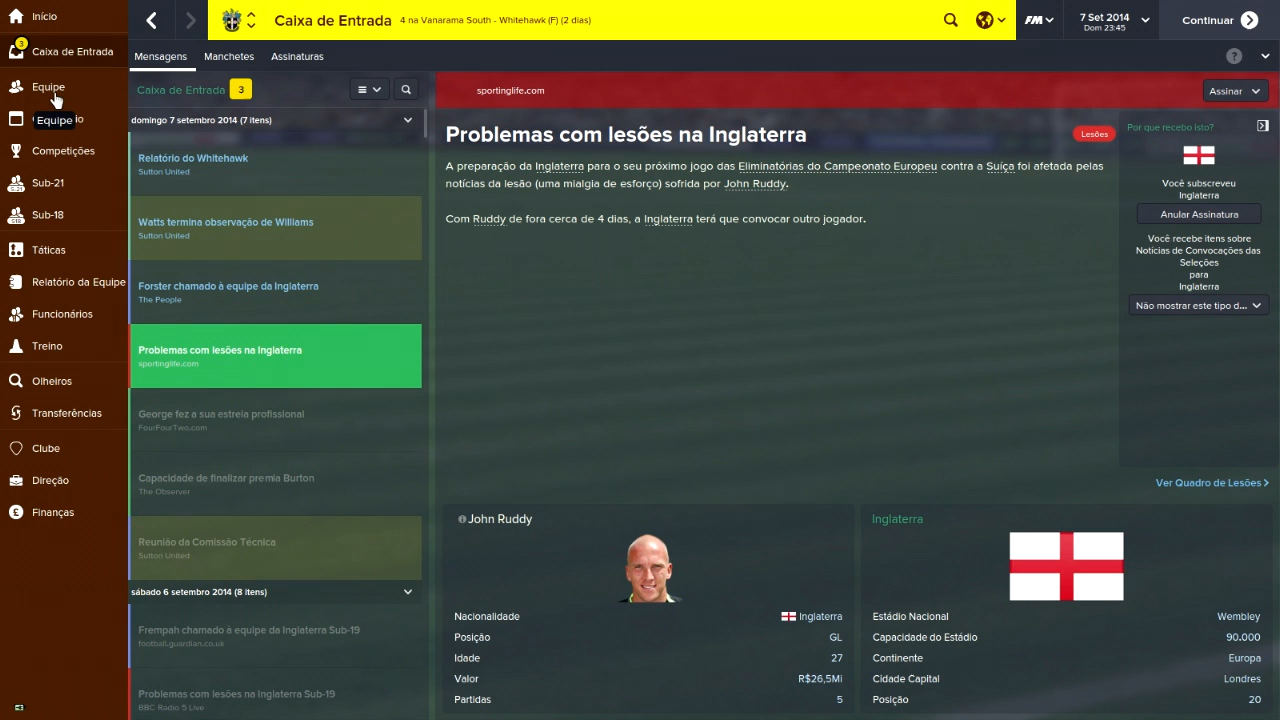 Início
3
Caixa de Entrada
Equipe
Equipe
io
Competições
Sub-21
Sub-18
Táticas
Relatório da Equipe
Funcionários
Treino
Olheiros
Transferências
Clube
Direção
Finanças
Caixa de Entrada
4 na Vanarama South - Whitehawk (F) (2 dias)
FM
7 Set 2014
Dom 23:45
Continuar
Mensagens
Manchetes
Assinaturas
?
Caixa de Entrada
3
domingo 7 setembro 2014 (7 itens)
Relatório do Whitehawk
Sutton United
Watts termina observação de Williams
Sutton United
Forster chamado à equipe da Inglaterra
The People
Problemas com lesões na Inglaterra
sportinglife.com
George fez a sua estreia profissional
FourFourTwo.com
Capacidade de finalizar premia Burton
The Observer
Reunião da Comissão Técnica
Sutton United
sábado 6 setembro 2014 (8 itens)
Frempah chamado à equipe da Inglaterra Sub-19
football.guardian.co.uk
Problemas com lesões na Inglaterra Sub-19
BBC Radio 5 Live
sportinglife.com
Assinar
Problemas com lesões na Inglaterra
Lesões
A preparação da Inglaterra para o seu próximo jogo das Eliminatórias do Campeonato Europeu contra a Suíça foi afetada pelas
notícias da lesão (uma mialgia de esforço) sofrida por John Ruddy.
Com Ruddy de fora cerca de 4 dias, a Inglaterra terá que convocar outro jogador.
Por que recebo isto?
Você subscreveu
Inglaterra
Anular Assinatura
Você recebe itens sobre
Notícias de Convocações das
Seleções
para
Inglaterra
Não mostrar este tipo d...
Ver Quadro de Lesões
John Ruddy
Nacionalidade Inglaterra
Posição GL
Idade 27
Valor R$26,5Mi
Partidas 5
Inglaterra
Estádio Nacional Wembley
Capacidade do Estádio 90.000
Continente Europa
Cidade Capital Londres
Posição 20